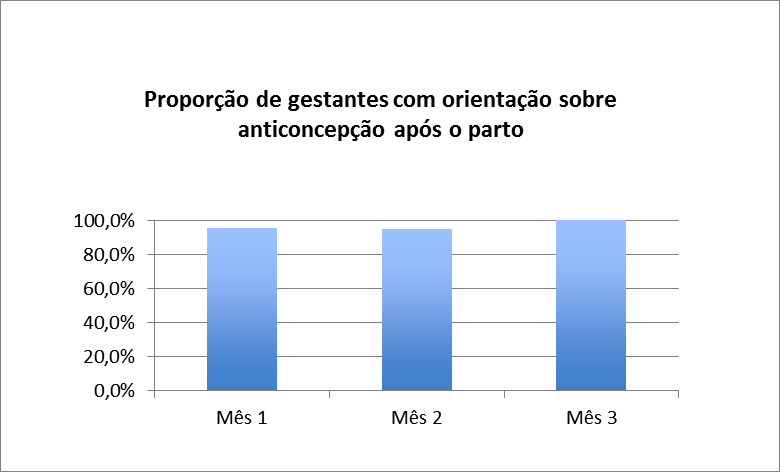 Proporção de gestantes com orientação sobre
anticoncepção após o parto
100,0%
80,0%
60,0%
40,0%
20,0%
0,0%
Mês 1 Mês 2 Mês 3